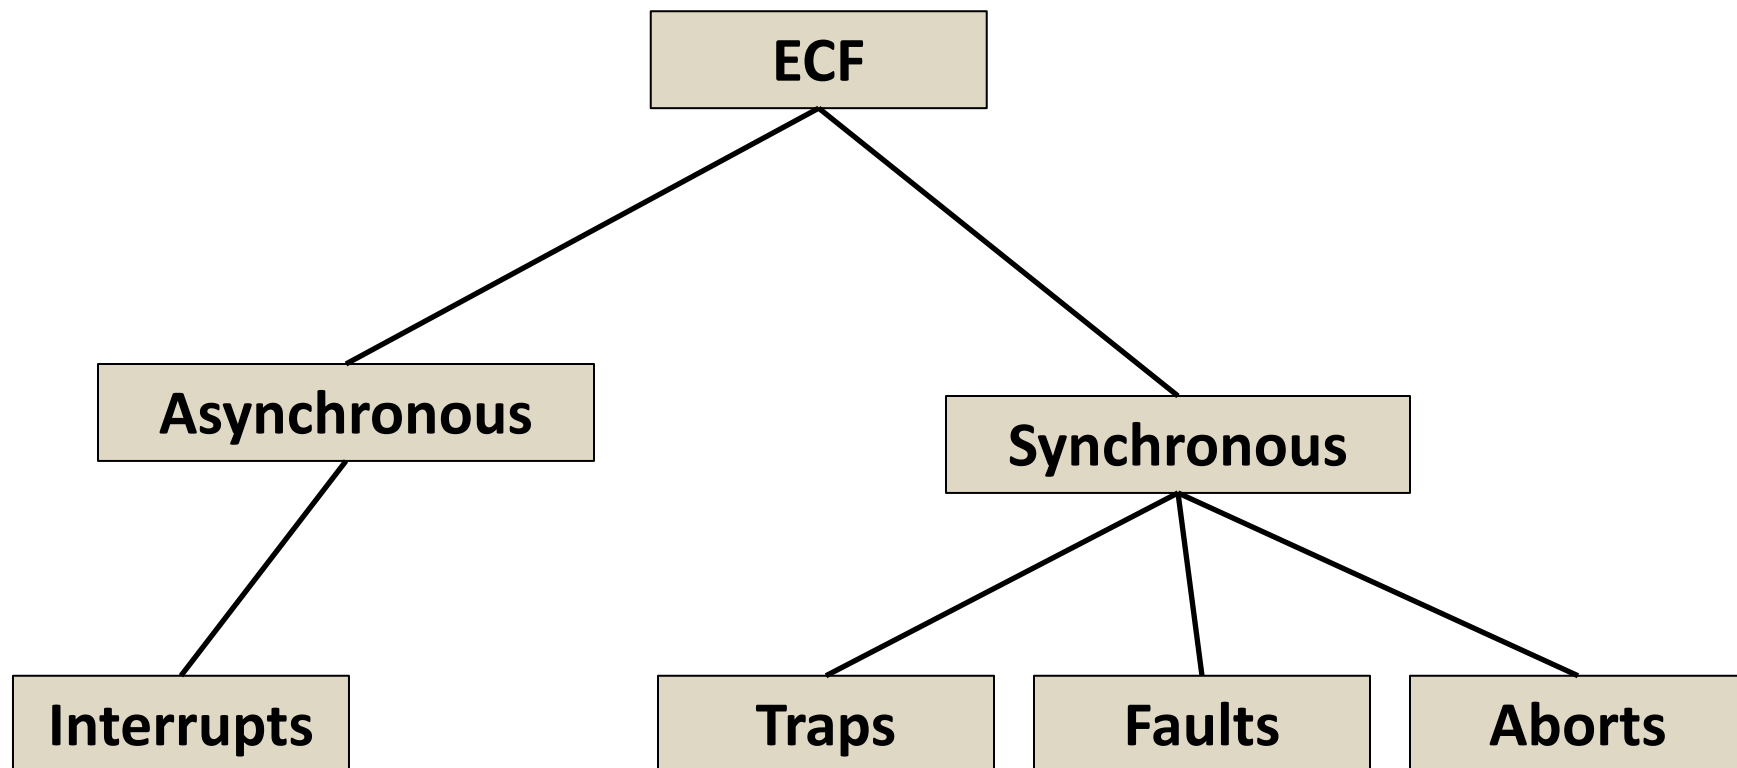 ECF
Asynchronous
Synchronous
Interrupts
Traps
Faults
Aborts